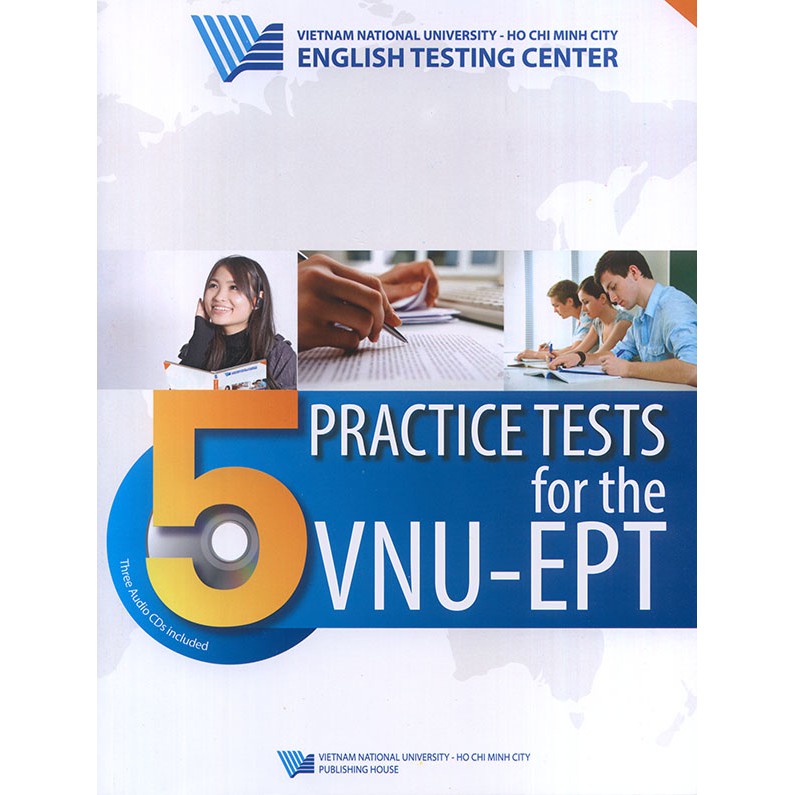 VIETNAM NATIONAL UNIVERSITY - HO CHI MINH CITY
ENGLISH TESTING CENTER
5 PRACTICE TESTS
for the
VNU-EPT
Three Audio CDs included
VIETNAM NATIONAL UNIVERSITY - HO CHI MINH CITY
PUBLISHING HOUSE